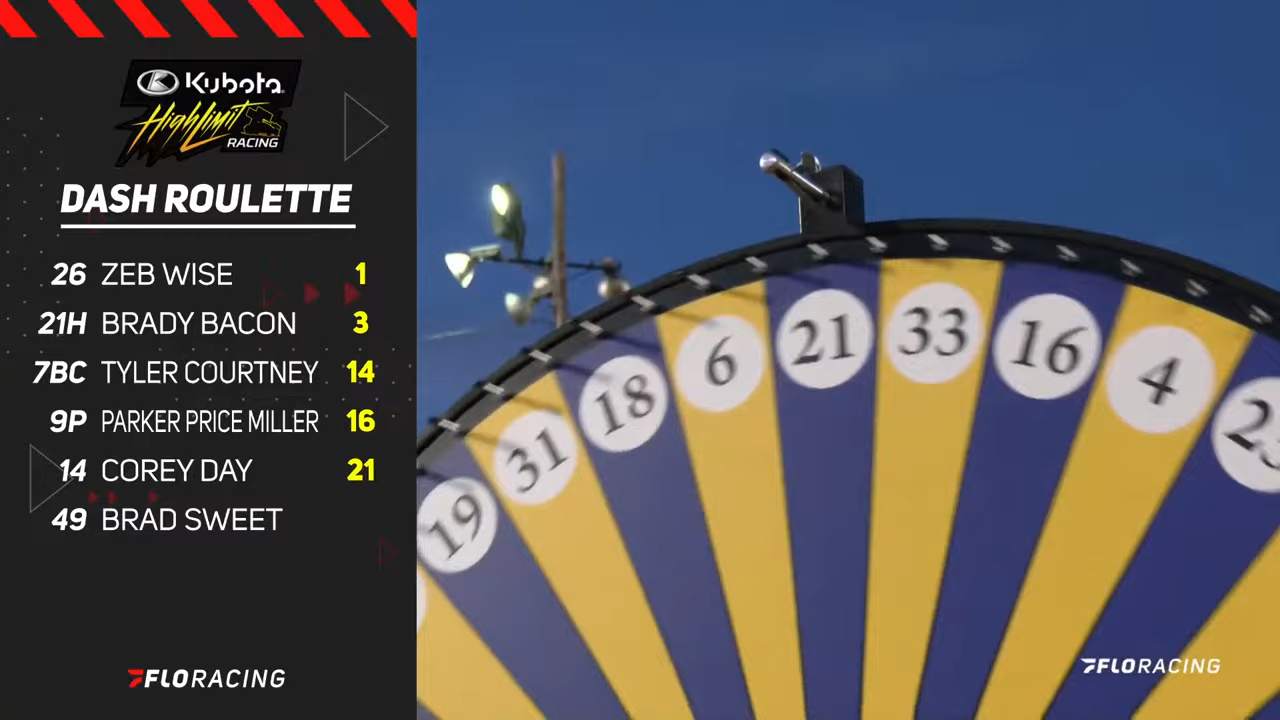 Kubota
HighLimit
RACING
DASH ROULETTE
26 ZEB WISE 1
21H BRADY BACON 3
7BC TYLER COURTNEY 14
9P PARKER PRICE MILLER 16
14 COREY DAY 21
49 BRAD SWEET
FLORACING
19 31 18 6 21 33 16 4
FLORACING